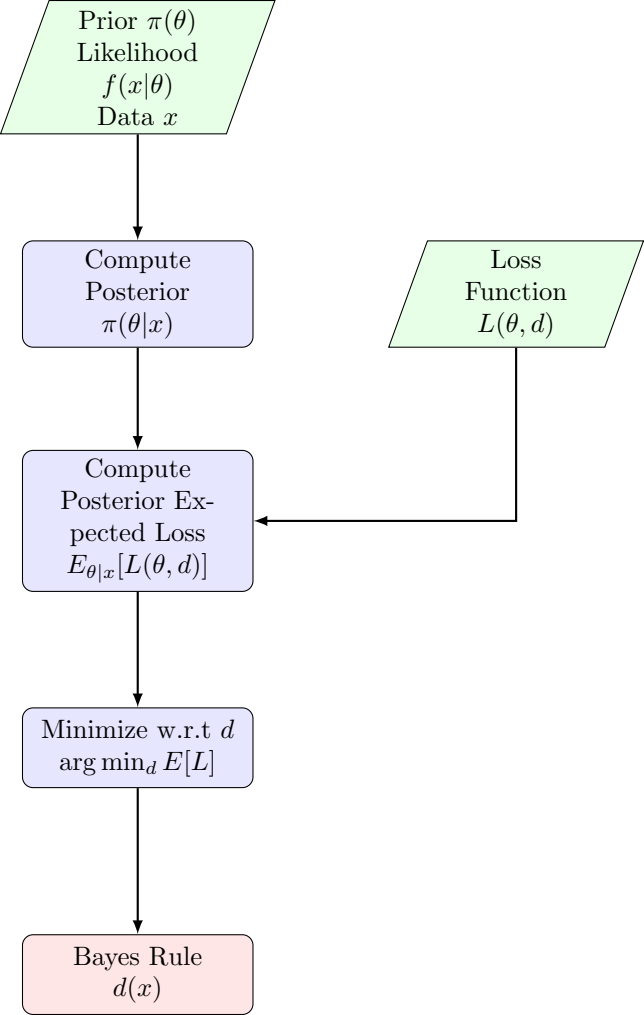 Prior π(θ)
Likelihood
f(x|θ)
Data x
Compute
Posterior
π(θ|x)
Loss
Function
L(θ, d)
Compute
Posterior Ex-
pected Loss
E_{θ|x}[L(θ, d)]
Minimize w.r.t d
arg min_d E[L]
Bayes Rule
d(x)